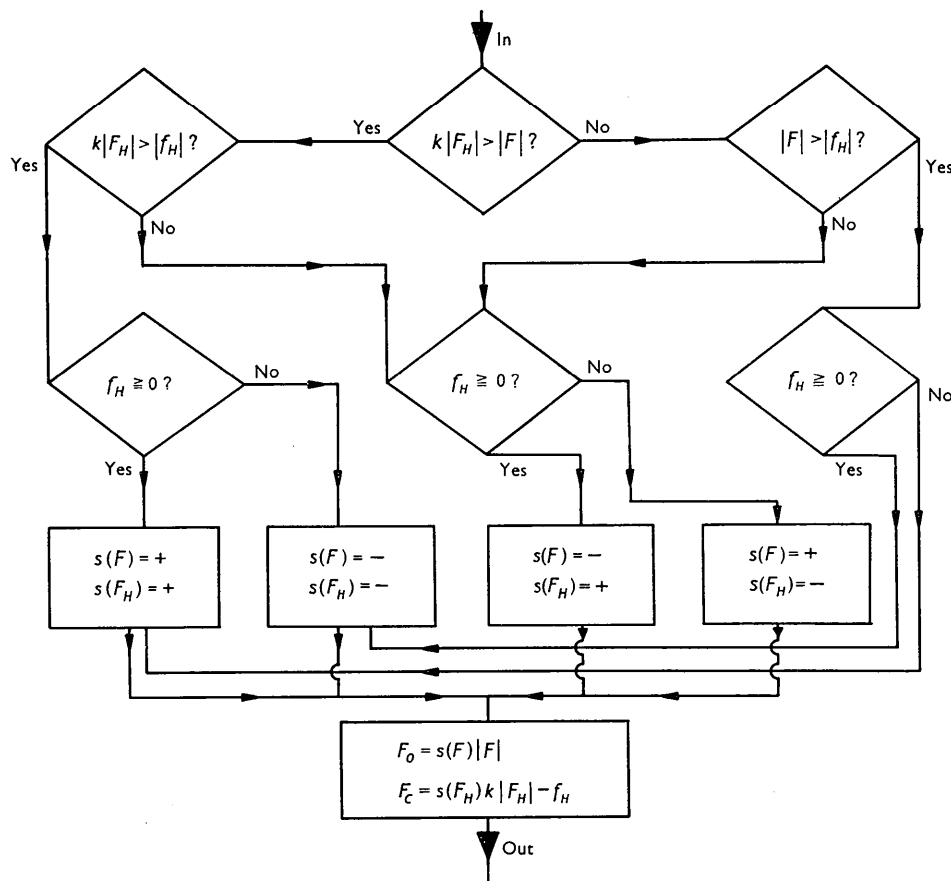 In
k|F_H| > |f_H| ?
Yes
k|F_H| > |F| ?
No
|F| > |f_H| ?
Yes
No
No
Yes
f_H ≧ 0 ?
No
f_H ≧ 0 ?
No
f_H ≧ 0 ?
No
Yes
Yes
Yes
s(F) = +
s(F_H) = +
s(F) = −
s(F_H) = −
s(F) = −
s(F_H) = +
s(F) = +
s(F_H) = −
F_o = s(F)|F|
F_c = s(F_H) k |F_H| − f_H
Out